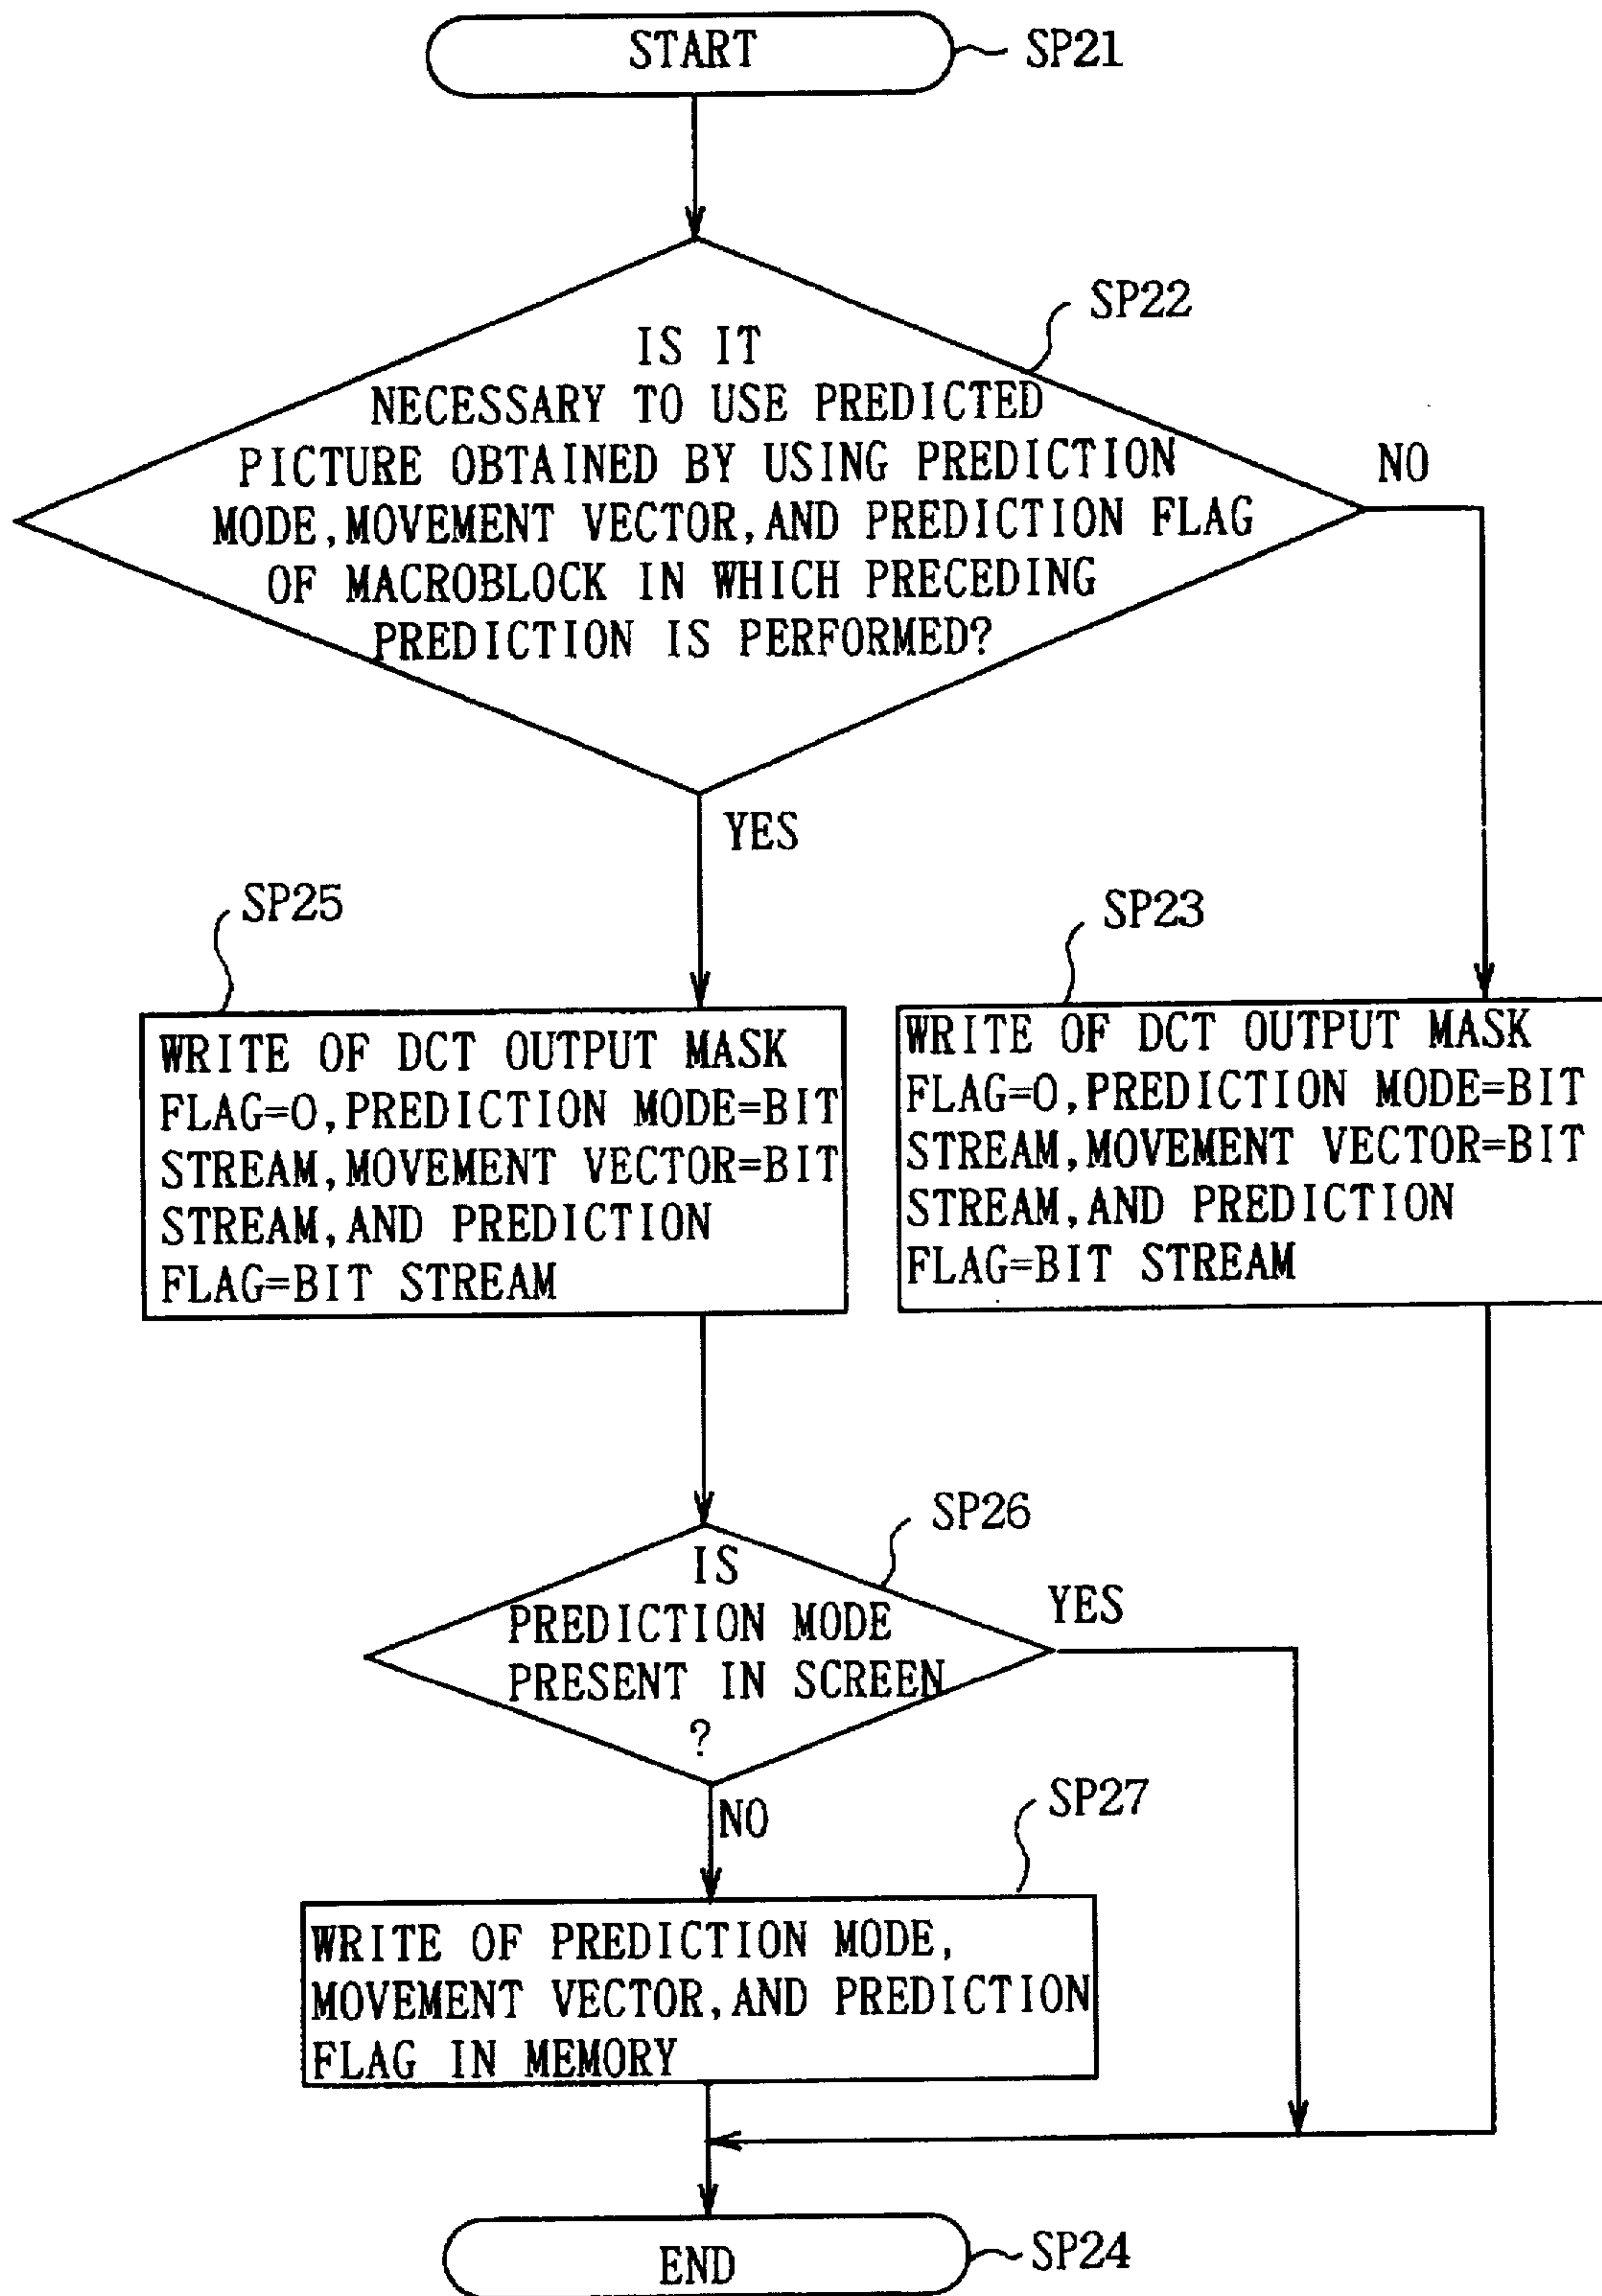 START
SP21
SP22
IS IT
NECESSARY TO USE PREDICTED
PICTURE OBTAINED BY USING PREDICTION
MODE,MOVEMENT VECTOR,AND PREDICTION FLAG
OF MACROBLOCK IN WHICH PRECEDING
PREDICTION IS PERFORMED?
NO
YES
SP25
WRITE OF DCT OUTPUT MASK
FLAG=0,PREDICTION MODE=BIT
STREAM,MOVEMENT VECTOR=BIT
STREAM,AND PREDICTION
FLAG=BIT STREAM
SP23
WRITE OF DCT OUTPUT MASK
FLAG=0,PREDICTION MODE=BIT
STREAM,MOVEMENT VECTOR=BIT
STREAM,AND PREDICTION
FLAG=BIT STREAM
SP26
IS
PREDICTION MODE
PRESENT IN SCREEN
?
YES
NO
SP27
WRITE OF PREDICTION MODE,
MOVEMENT VECTOR,AND PREDICTION
FLAG IN MEMORY
END
SP24